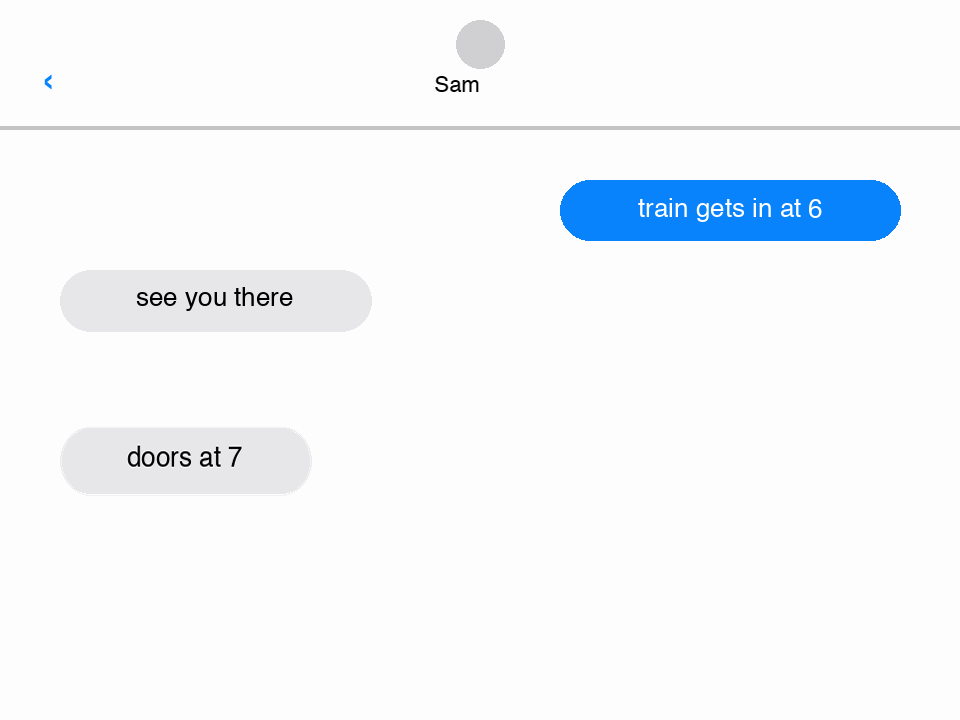 Sam
train gets in at 6
see you there
doors at 7